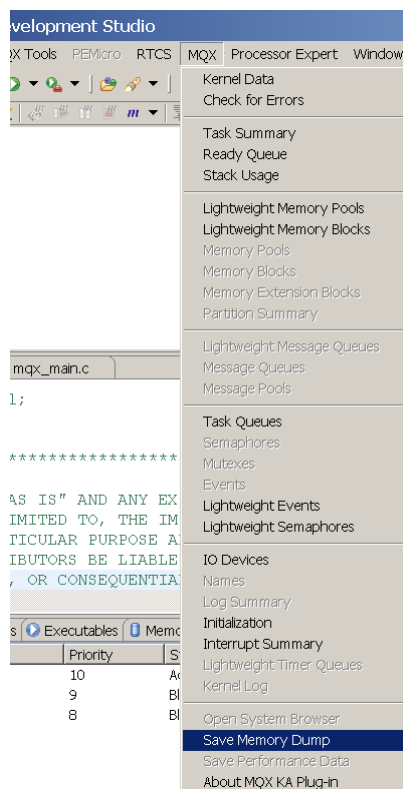 evelopment Studio
QX Tools PEMicro RTCS MQX Processor Expert Window
Kernel Data
Check for Errors
Task Summary
Ready Queue
Stack Usage
Lightweight Memory Pools
Lightweight Memory Blocks
Memory Pools
Memory Blocks
Memory Extension Blocks
Partition Summary
Lightweight Message Queues
Message Queues
Message Pools
Task Queues
Semaphores
Mutexes
Events
Lightweight Events
Lightweight Semaphores
IO Devices
Names
Log Summary
Initialization
Interrupt Summary
Lightweight Timer Queues
Kernel Log
Open System Browser
Save Memory Dump
Save Performance Data
About MQX KA Plug-in
m
mqx_main.c
l;
*****************
AS IS" AND ANY EX
IMITED TO, THE IM
TICULAR PURPOSE A
IBUTORS BE LIABLE
, OR CONSEQUENTIA
s Executables Memo
Priority S
10 A
9 Bl
8 Bl